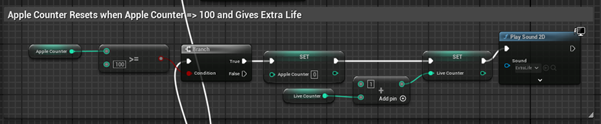 Apple Counter Resets when Apple Counter => 100 and Gives Extra Life
Play Sound 2D
Branch
SET
SET
Apple Counter
>=
100
True
Condition
False
Apple Counter 0
Live Counter
Sound
1
+
Add pin
Live Counter